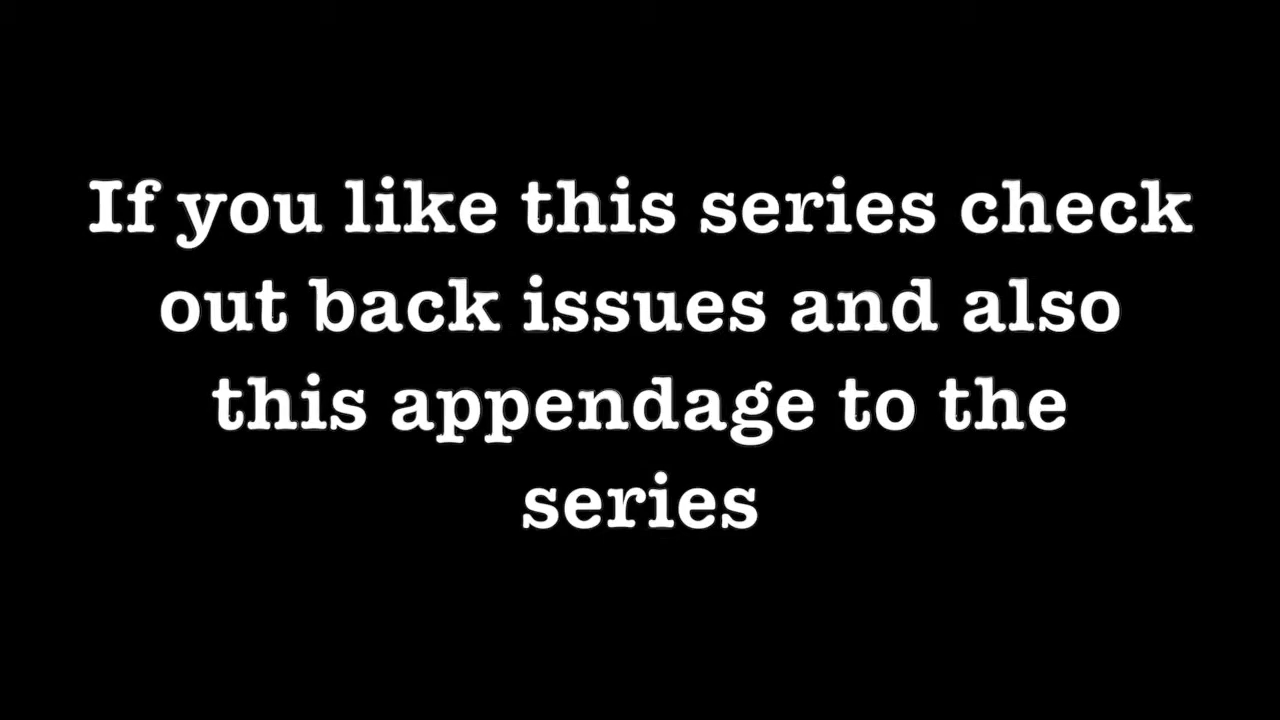 If you like this series check
out back issues and also
this appendage to the
series